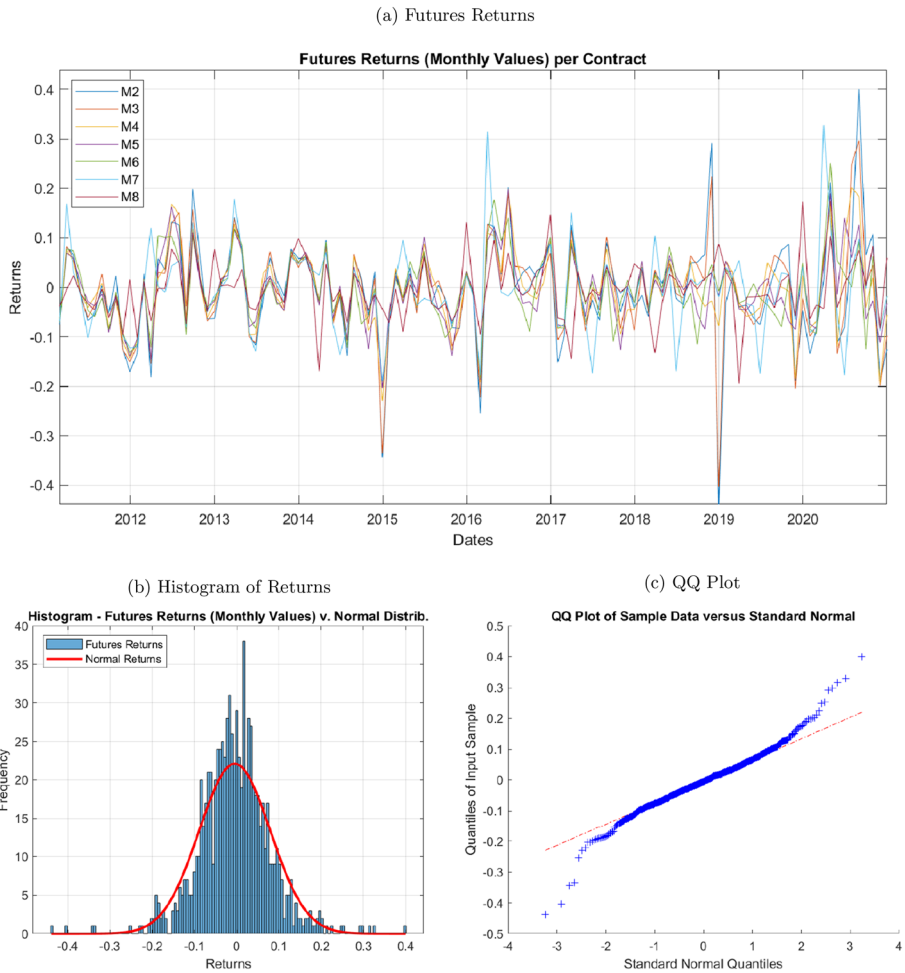 (a) Futures Returns
Futures Returns (Monthly Values) per Contract
M2
M3
M4
M5
M6
M7
M8
0.4
0.3
0.2
0.1
0
-0.1
-0.2
-0.3
-0.4
Returns
2012 2013 2014 2015 2016 2017 2018 2019 2020
Dates
(b) Histogram of Returns
Histogram - Futures Returns (Monthly Values) v. Normal Distrib.
Futures Returns
Normal Returns
40
35
30
25
20
15
10
5
0
Frequency
-0.4 -0.3 -0.2 -0.1 0 0.1 0.2 0.3 0.4
Returns
(c) QQ Plot
QQ Plot of Sample Data versus Standard Normal
0.5
0.4
0.3
0.2
0.1
0
-0.1
-0.2
-0.3
-0.4
-0.5
Quantiles of Input Sample
-4 -3 -2 -1 0 1 2 3 4
Standard Normal Quantiles